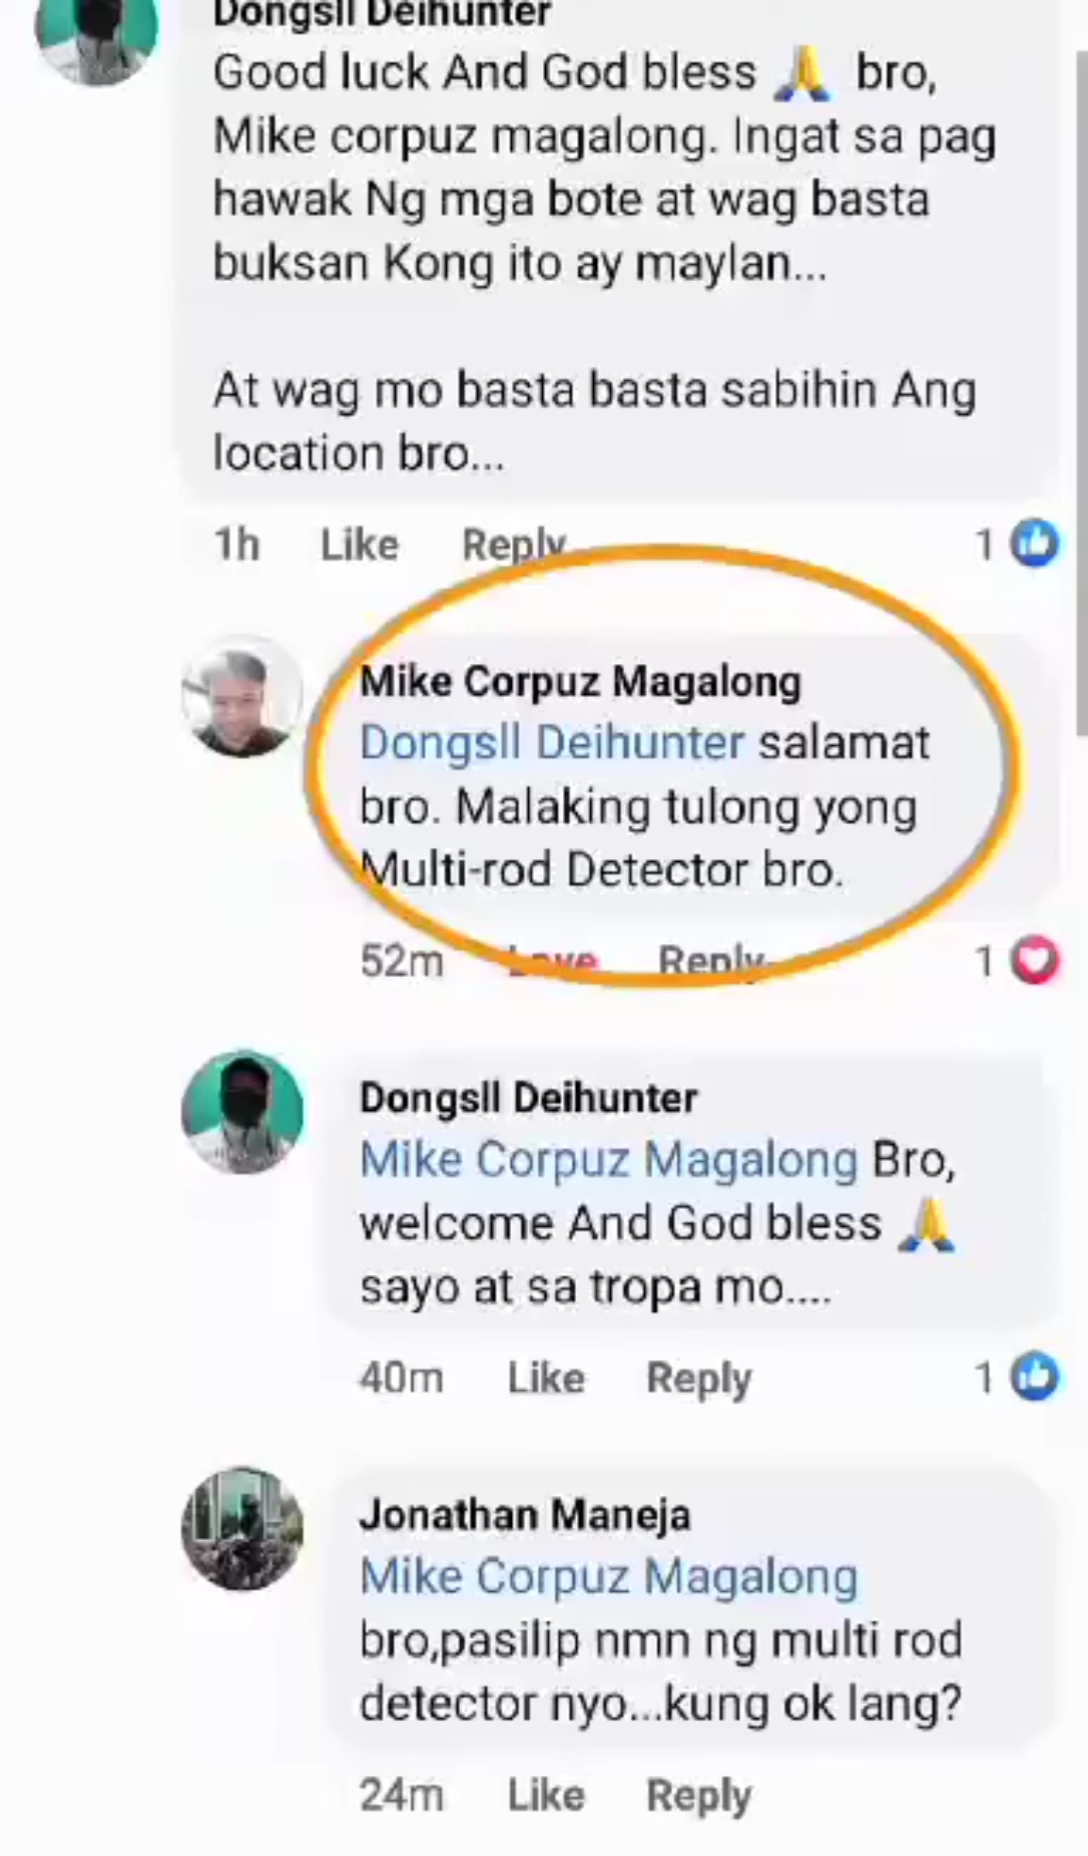 Dongsll Deihunter
Good luck And God bless 🙏 bro,
Mike corpuz magalong. Ingat sa pag
hawak Ng mga bote at wag basta
buksan Kong ito ay maylan...
At wag mo basta basta sabihin Ang
location bro...
1h Like Reply 1
Mike Corpuz Magalong
Dongsll Deihunter salamat
bro. Malaking tulong yong
Multi-rod Detector bro.
52m Love Reply 1
Dongsll Deihunter
Mike Corpuz Magalong Bro,
welcome And God bless 🙏
sayo at sa tropa mo....
40m Like Reply 1
Jonathan Maneja
Mike Corpuz Magalong
bro,pasilip nmn ng multi rod
detector nyo...kung ok lang?
24m Like Reply